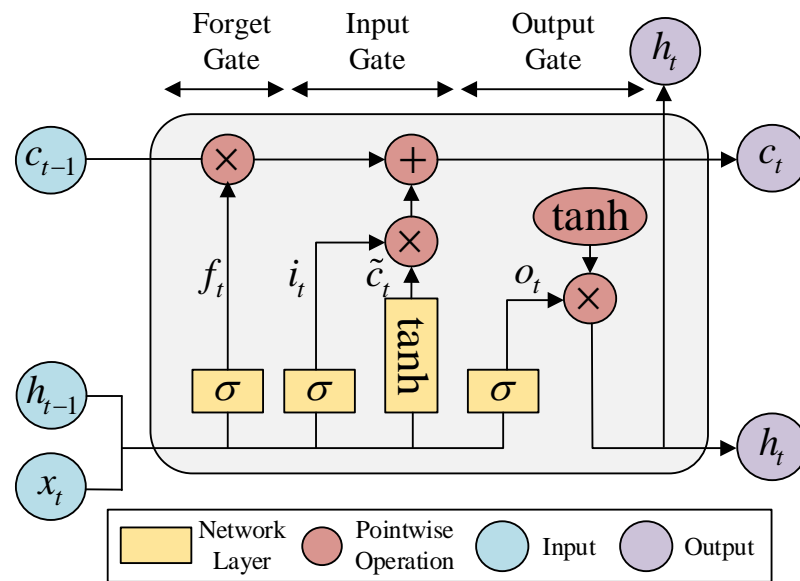 Forget Gate
Input Gate
Output Gate
h_t
c_{t-1}
×
+
c_t
×
tanh
f_t
i_t
c̃_t
o_t
×
tanh
σ
σ
σ
h_{t-1}
h_t
x_t
Network Layer
Pointwise Operation
Input
Output